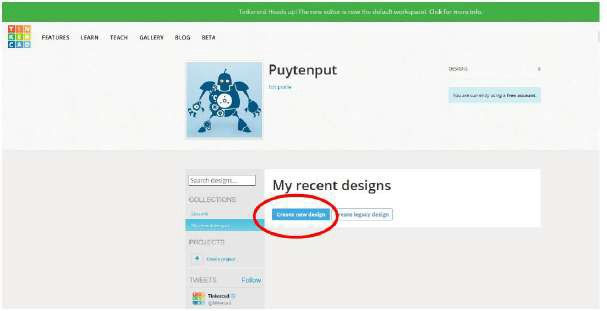 Tinkercad Heads up! The new editor is now the default workspace. Click for more info.
TIN
KER
CAD
FEATURES LEARN TEACH GALLERY BLOG BETA
Puytenput
Edit profile
DESIGNS
You are currently using a free account.
Search designs...
My recent designs
COLLECTIONS
Create new design
Create legacy design
My recent designs
PROJECTS
Create project
TWEETS Follow
Tinkercad
@tinkercad